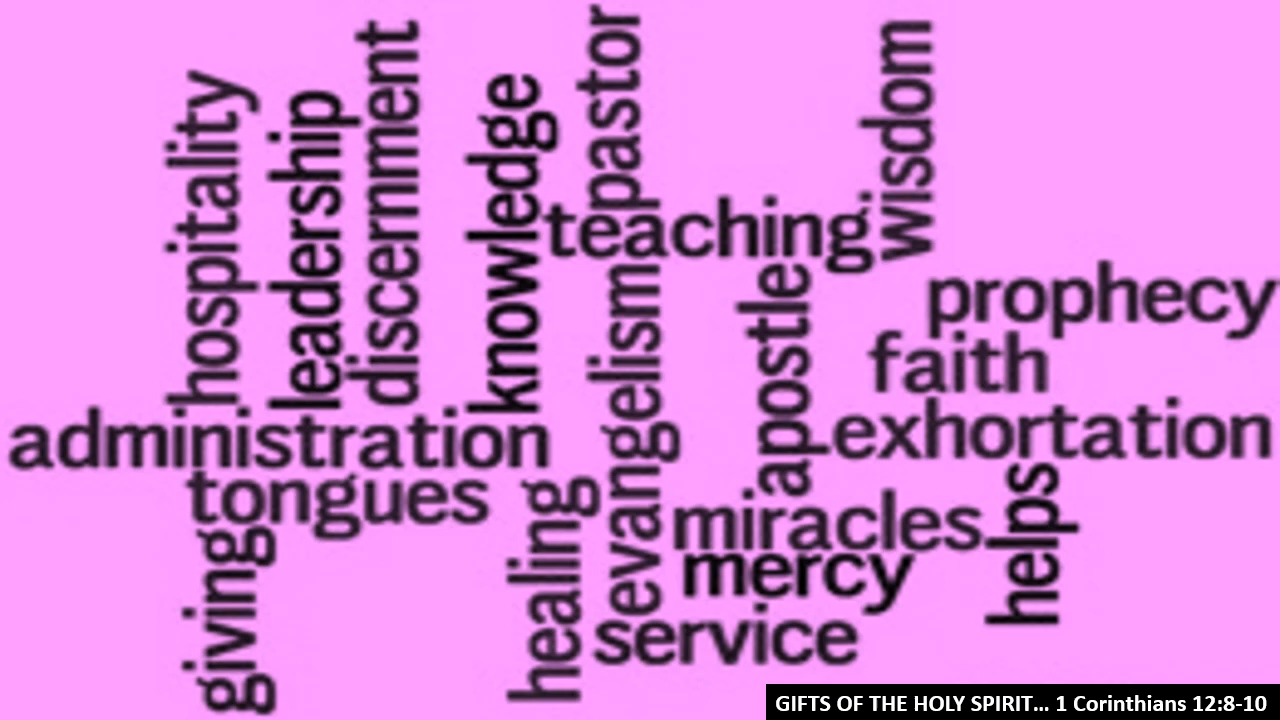 hospitality
leadership
discernment
knowledge
pastor
wisdom
teaching
prophecy
evangelism
apostle
faith
administration
exhortation
tongues
giving
healing
miracles
mercy
helps
service
GIFTS OF THE HOLY SPIRIT... 1 Corinthians 12:8-10